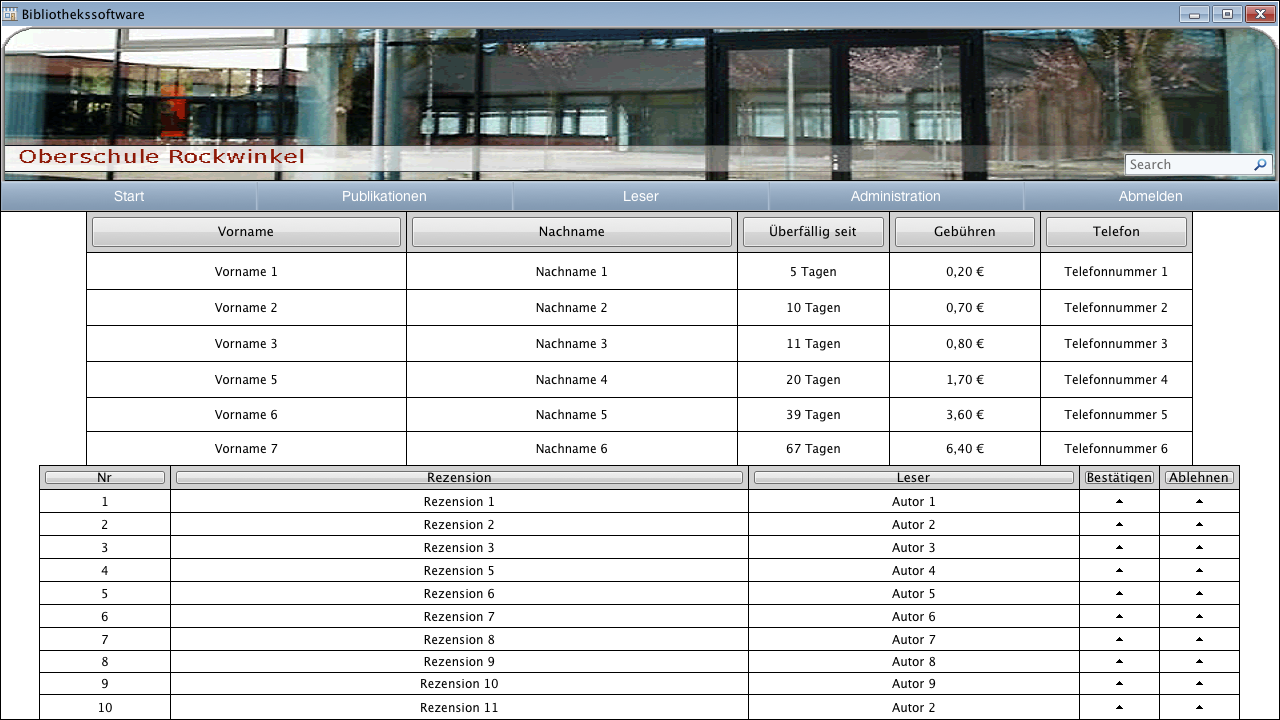 Bibliothekssoftware
Oberschule Rockwinkel
Search
Start Publikationen Leser Administration Abmelden
Vorname Nachname Überfällig seit Gebühren Telefon
Vorname 1 Nachname 1 5 Tagen 0,20 € Telefonnummer 1
Vorname 2 Nachname 2 10 Tagen 0,70 € Telefonnummer 2
Vorname 3 Nachname 3 11 Tagen 0,80 € Telefonnummer 3
Vorname 5 Nachname 4 20 Tagen 1,70 € Telefonnummer 4
Vorname 6 Nachname 5 39 Tagen 3,60 € Telefonnummer 5
Vorname 7 Nachname 6 67 Tagen 6,40 € Telefonnummer 6
Nr Rezension Leser Bestätigen Ablehnen
1 Rezension 1 Autor 1
2 Rezension 2 Autor 2
3 Rezension 3 Autor 3
4 Rezension 5 Autor 4
5 Rezension 6 Autor 5
6 Rezension 7 Autor 6
7 Rezension 8 Autor 7
8 Rezension 9 Autor 8
9 Rezension 10 Autor 9
10 Rezension 11 Autor 2